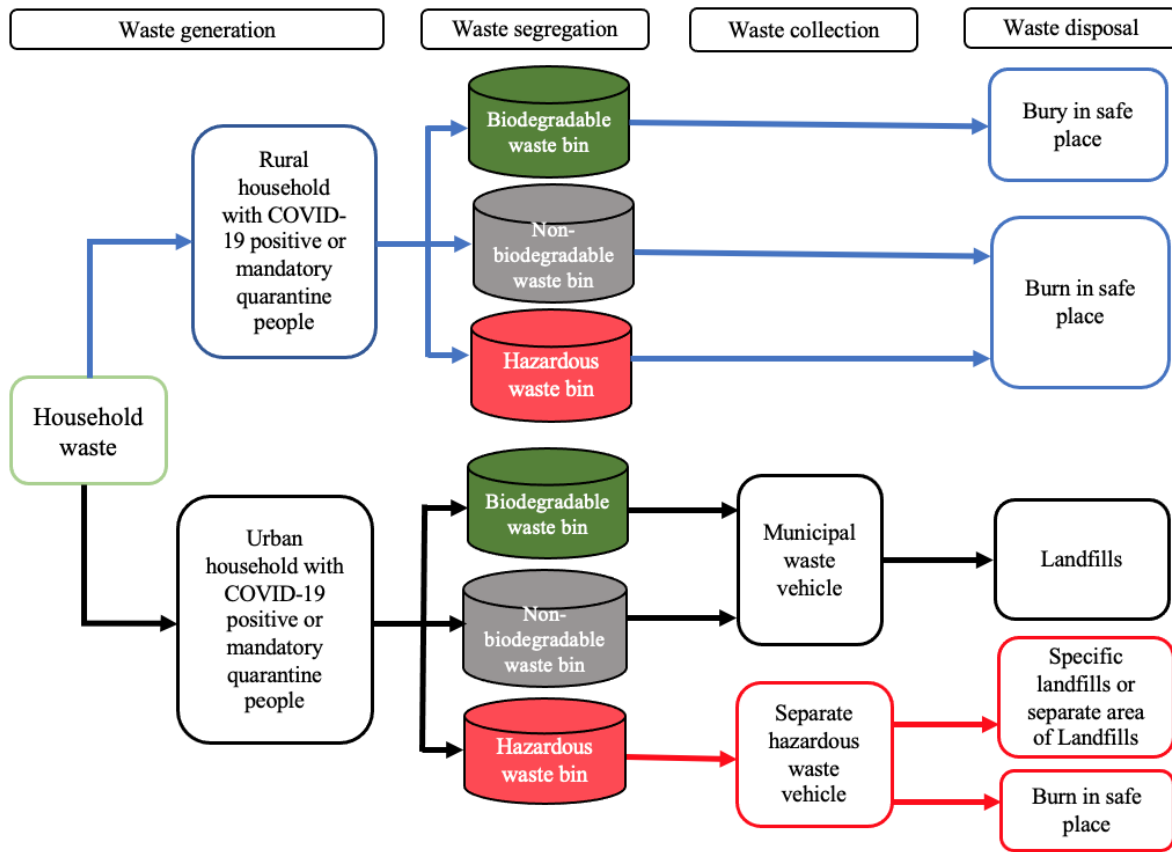 Waste generation
Waste segregation
Waste collection
Waste disposal
Household
waste
Rural
household
with COVID-
19 positive or
mandatory
quarantine
people
Biodegradable
waste bin
Non-
biodegradable
waste bin
Hazardous
waste bin
Bury in safe
place
Burn in safe
place
Urban
household with
COVID-19
positive or
mandatory
quarantine
people
Biodegradable
waste bin
Non-
biodegradable
waste bin
Hazardous
waste bin
Municipal
waste
vehicle
Separate
hazardous
waste
vehicle
Landfills
Specific
landfills or
separate area
of Landfills
Burn in safe
place